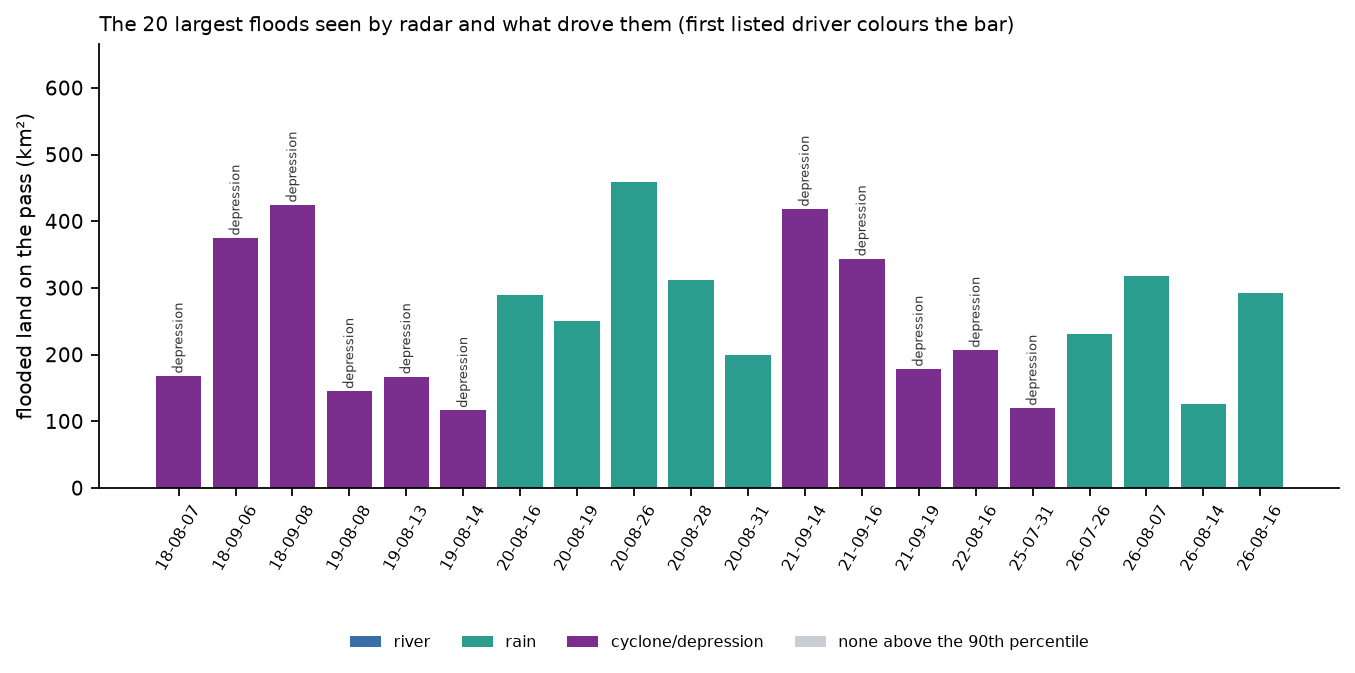 The 20 largest floods seen by radar and what drove them (first listed driver colours the bar)
flooded land on the pass (km²)
600
500
400
300
200
100
0
depression
depression
depression
depression
depression
depression
depression
depression
depression
depression
depression
18-08-07
18-09-06
18-09-08
19-08-08
19-08-13
19-08-14
20-08-16
20-08-19
20-08-26
20-08-28
20-08-31
21-09-14
21-09-16
21-09-19
22-08-16
25-07-31
26-07-26
26-08-07
26-08-14
26-08-16
river
rain
cyclone/depression
none above the 90th percentile